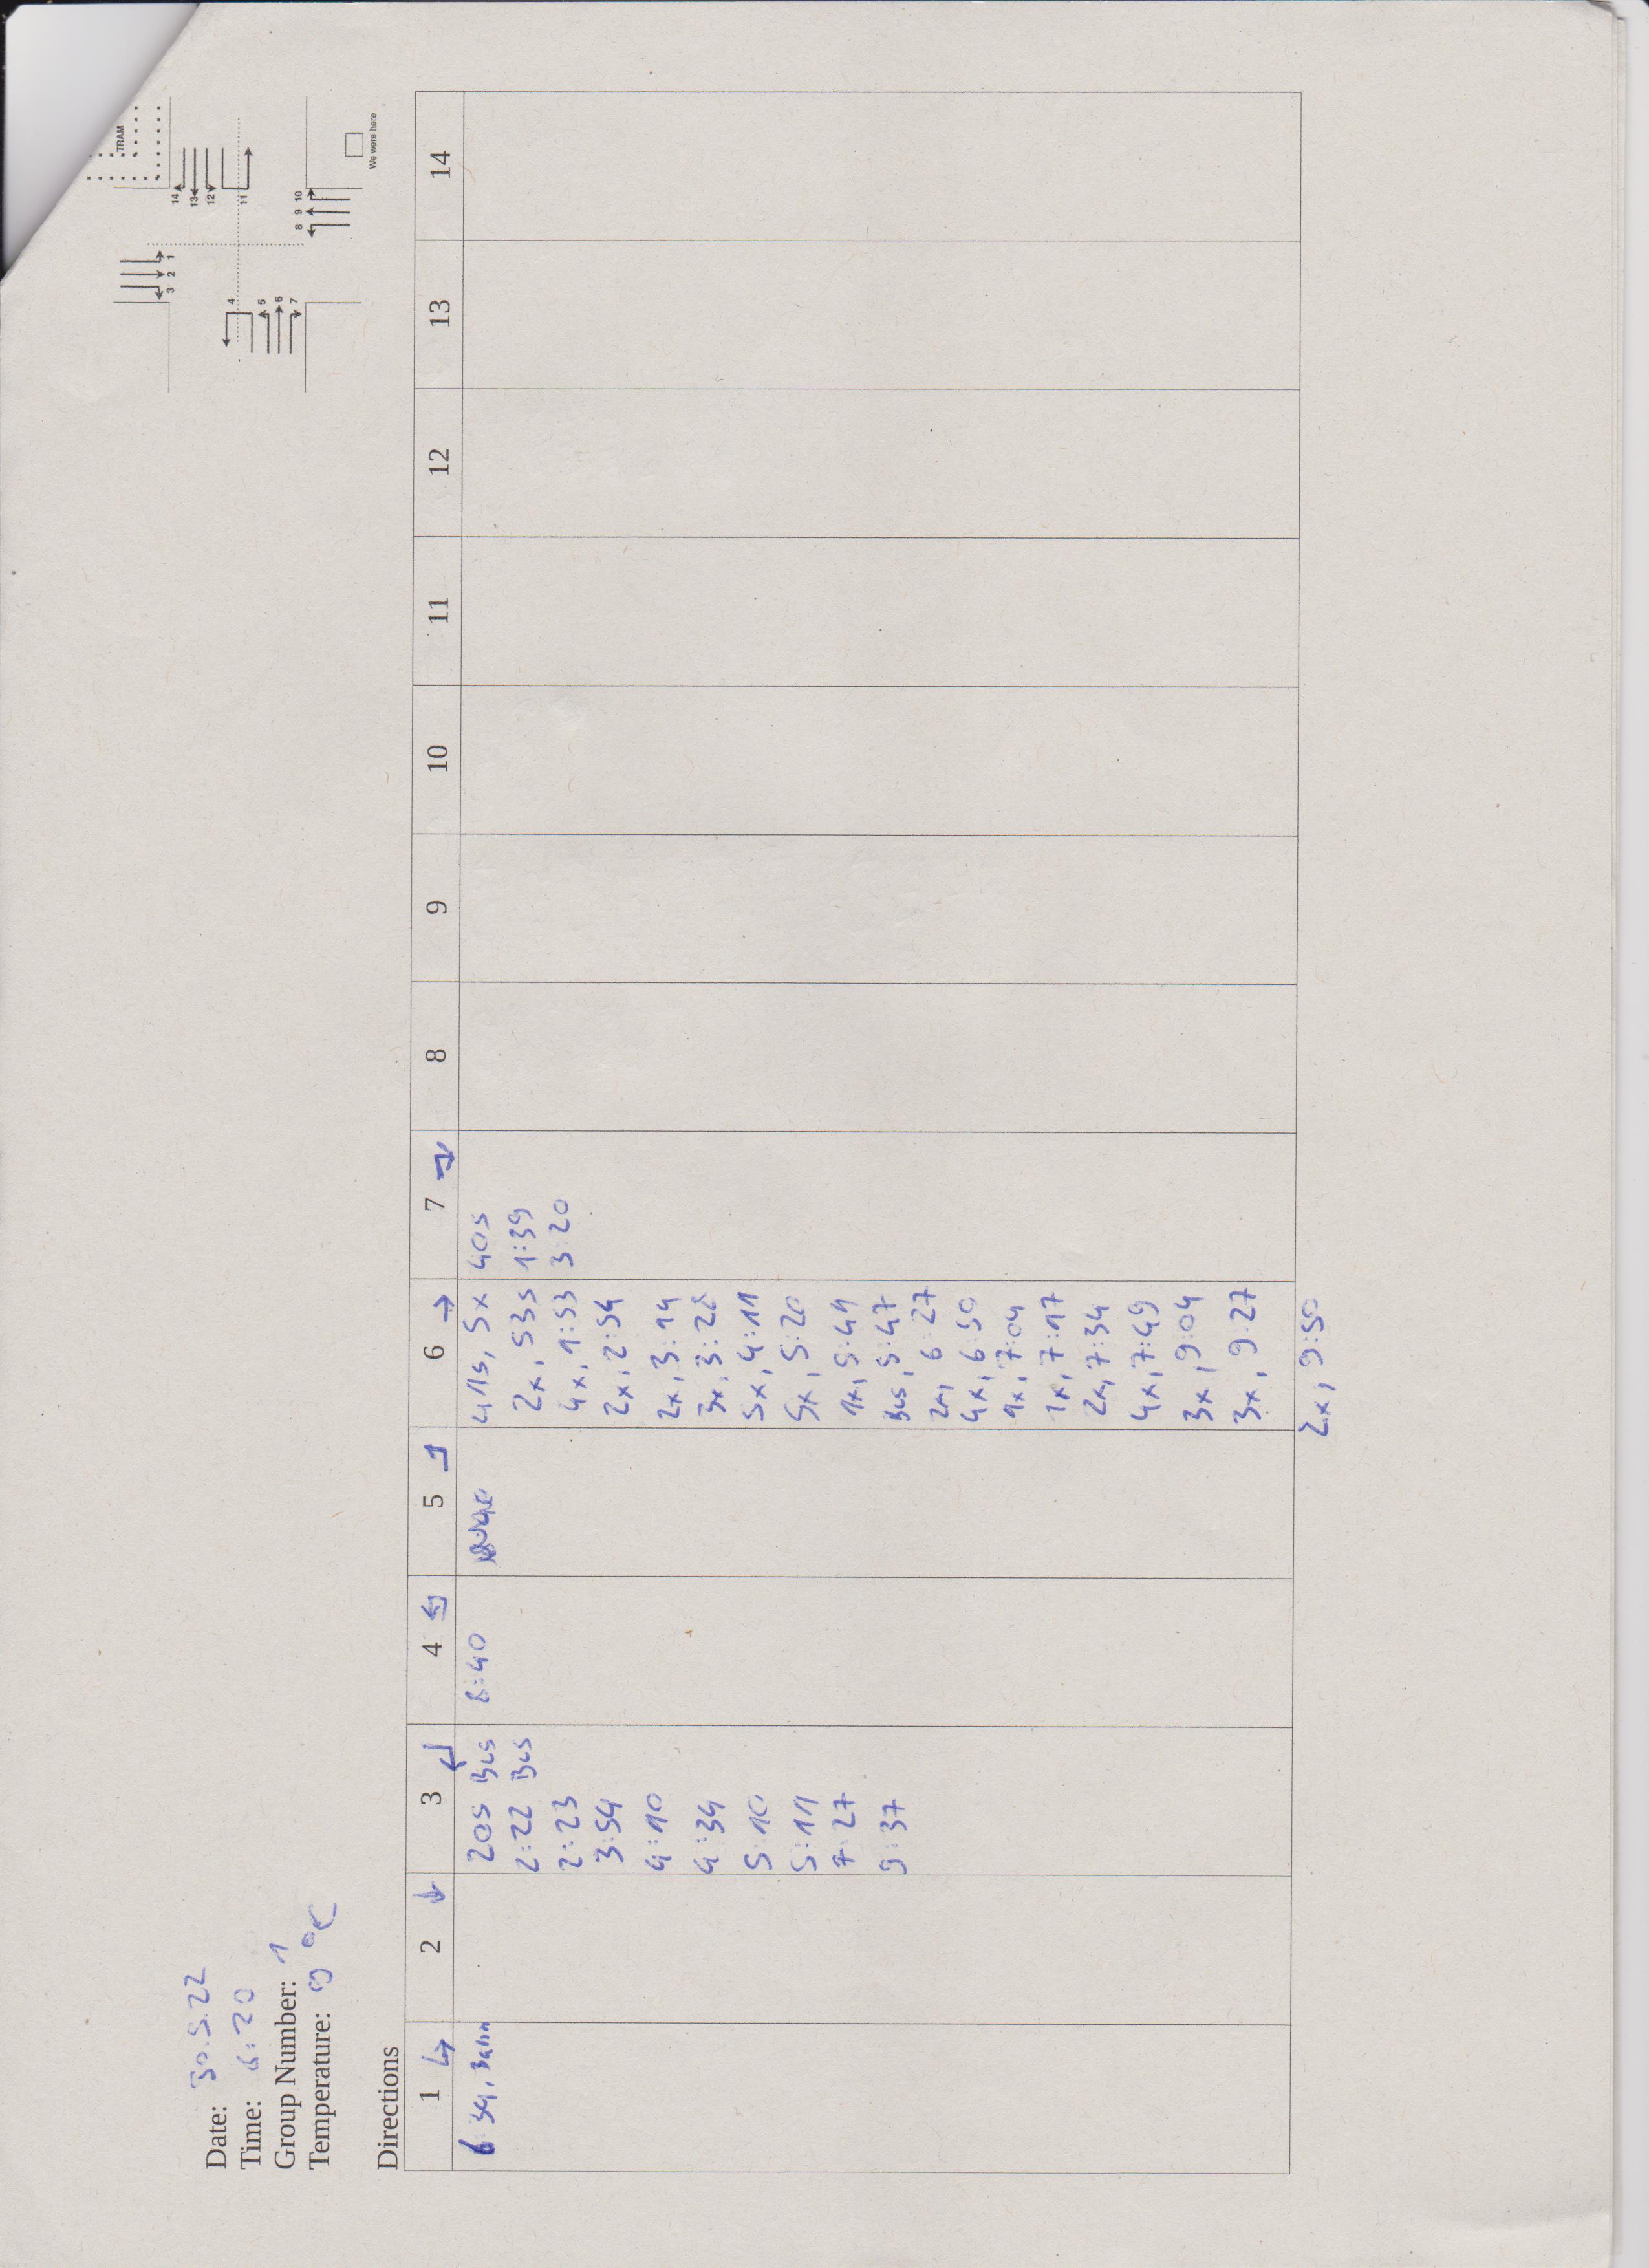 TRAM
3 2 1
14
13
12
11
4
5
6
7
8 9 10
We were here
Date: 30.5.22
Time: 8:20
Group Number: 1
Temperature: 9 °C
Directions
1 2 3 4 5 6 7 8 9 10 11 12 13 14
6:34, Bahn 20s Bus 8:40 41s, 5x 40s
2:22 Bus 2x, 53s 1:39
2:23 4x, 1:53 3:20
3:54 2x, 2:54
4:10 2x, 3:14
4:34 3x, 3:28
5:10 5x, 4:11
5:11 5x, 5:20
7:27 1x, 5:41
9:37 Bus, 5:47
2x, 6:27
4x, 6:50
1x, 7:04
1x, 7:17
2x, 7:34
4x, 7:49
3x, 9:04
3x, 9:27
2x, 9:50